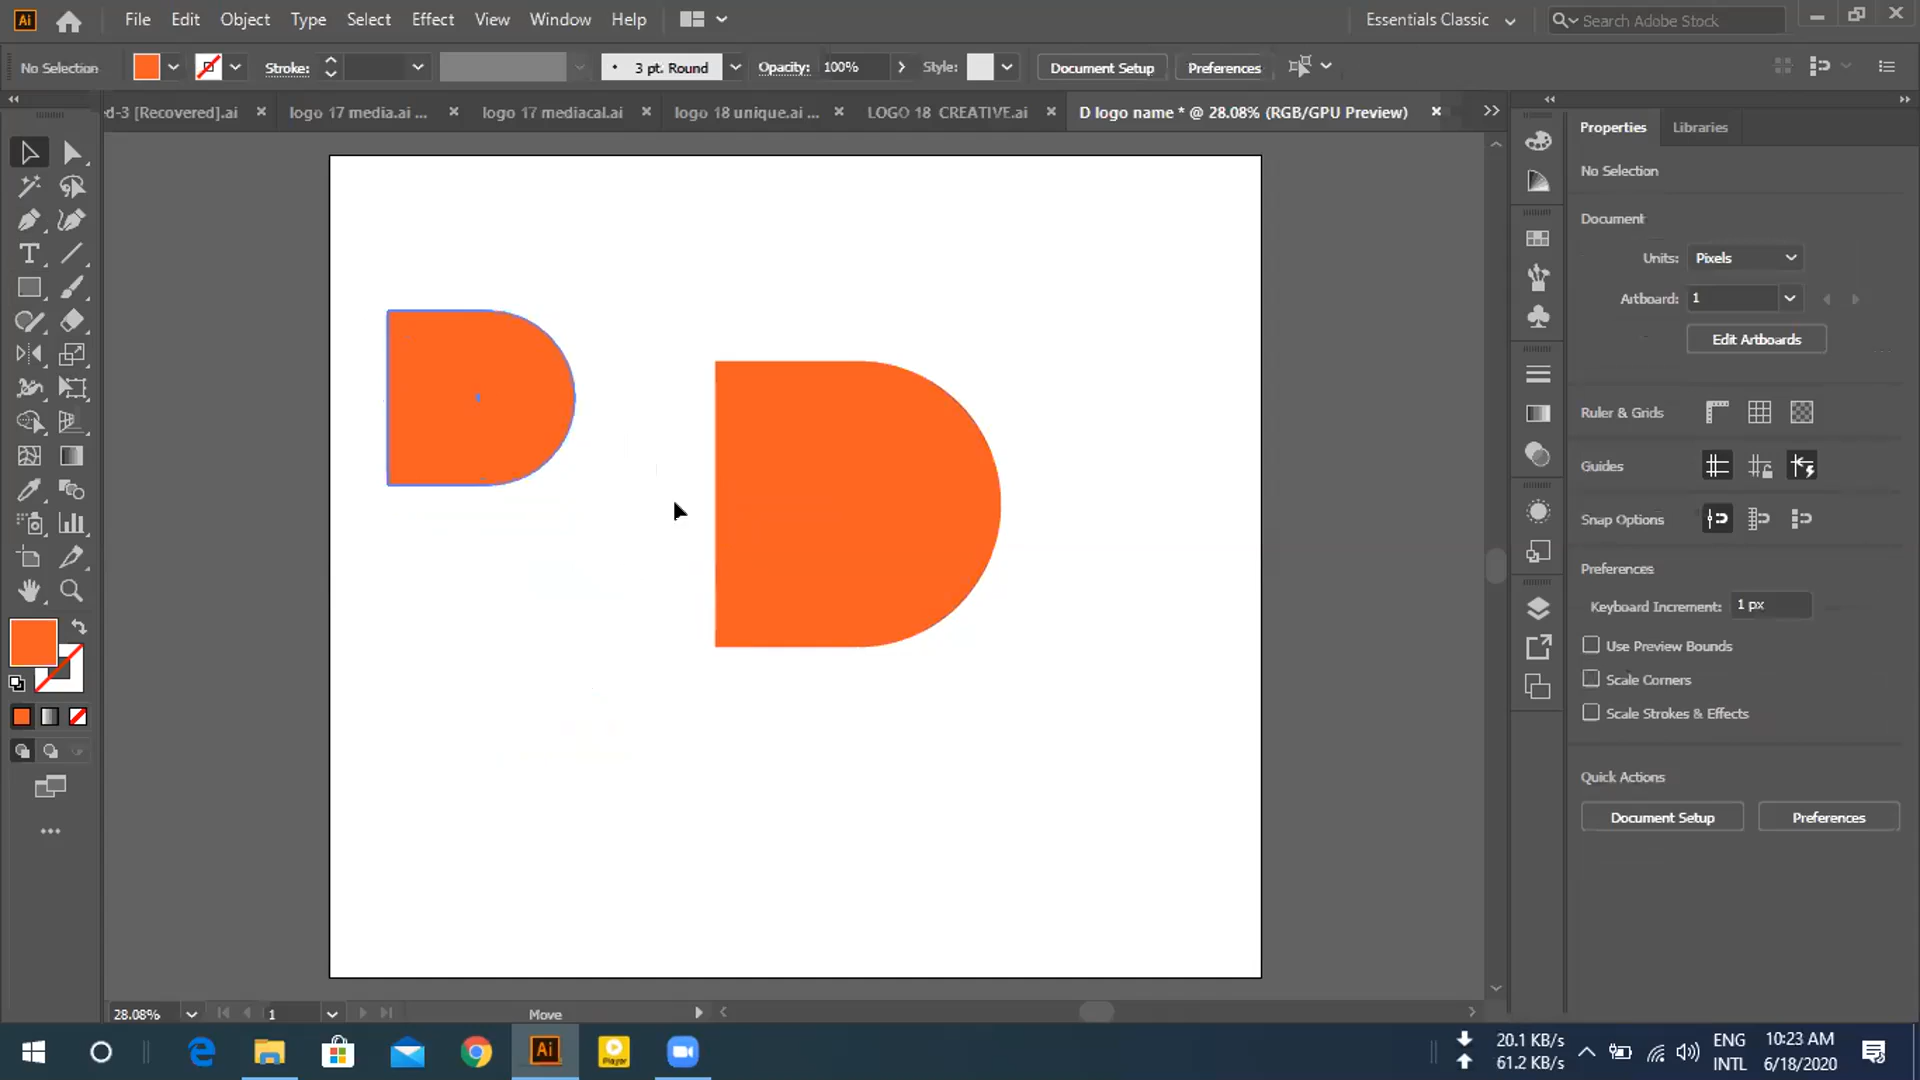 Ai File Edit Object Type Select Effect View Window Help Essentials Classic Search Adobe Stock
No Selection Stroke: 3 pt. Round Opacity: 100% Style: Document Setup Preferences
ed-3 [Recovered].ai logo 17 media.ai ... logo 17 mediacal.ai logo 18 unique.ai ... LOGO 18 CREATIVE.ai D logo name * @ 28.08% (RGB/GPU Preview)
Properties Libraries
No Selection
Document
Units: Pixels
Artboard: 1
Edit Artboards
Ruler & Grids
Guides
Snap Options
Preferences
Keyboard Increment: 1 px
Use Preview Bounds
Scale Corners
Scale Strokes & Effects
Quick Actions
Document Setup Preferences
28.08% 1 Move
Ai Player 20.1 KB/s 61.2 KB/s ENG INTL 10:23 AM 6/18/2020